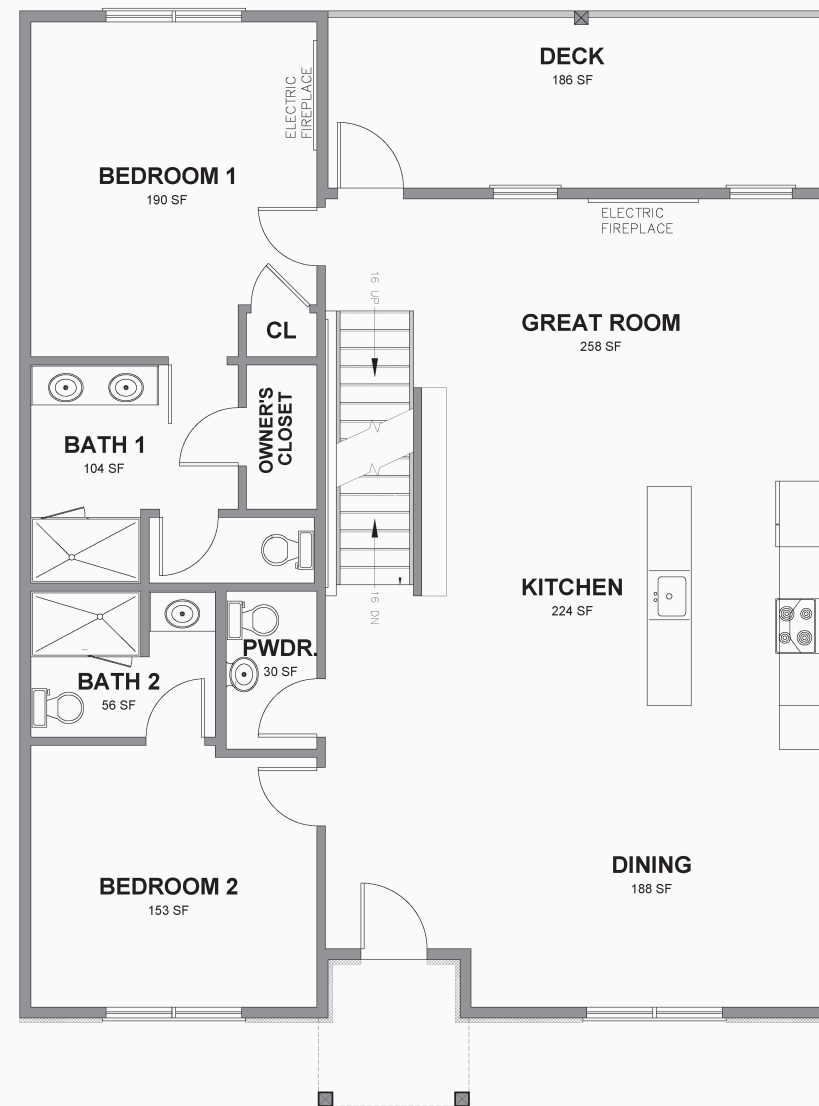 DECK
186 SF
ELECTRIC
FIREPLACE
BEDROOM 1
190 SF
ELECTRIC
FIREPLACE
16 UP
GREAT ROOM
258 SF
CL
OWNER'S
CLOSET
BATH 1
104 SF
KITCHEN
224 SF
16 DN
PWDR.
30 SF
BATH 2
56 SF
DINING
188 SF
BEDROOM 2
153 SF